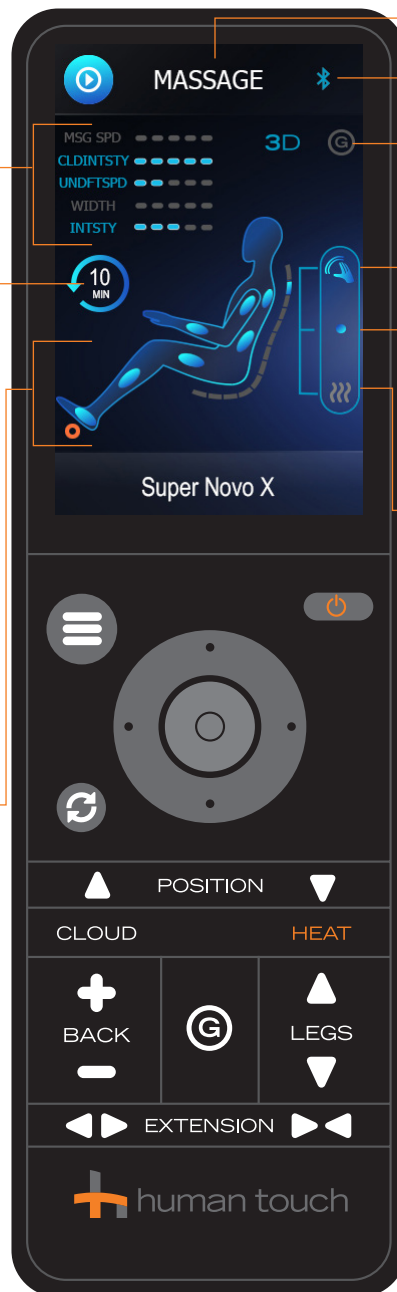 MASSAGE
MSG SPD
3D
G
CLDINTSTY
UNDFTSPD
WIDTH
INTSTY
10
MIN
Super Novo X
POSITION
CLOUD
HEAT
BACK
G
LEGS
EXTENSION
human touch